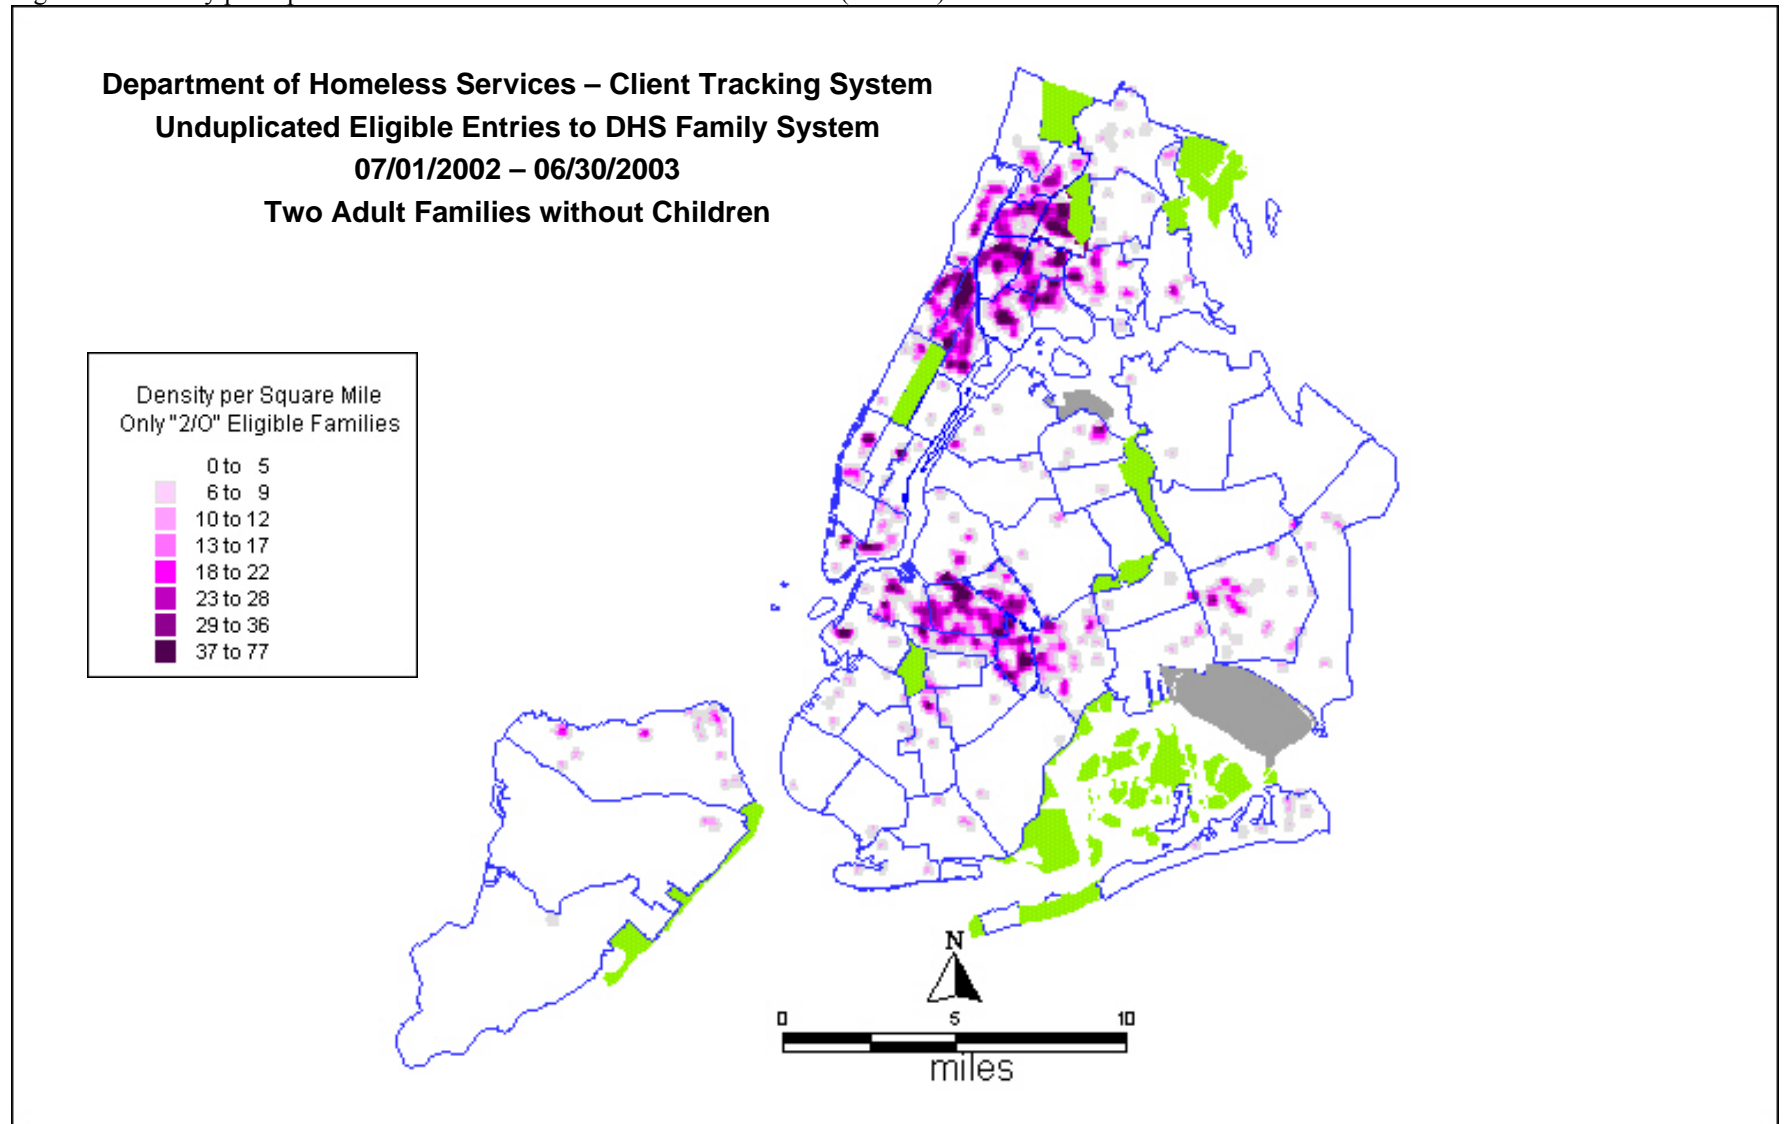 Department of Homeless Services – Client Tracking System
Unduplicated Eligible Entries to DHS Family System
07/01/2002 – 06/30/2003
Two Adult Families without Children
Density per Square Mile
Only "2/O" Eligible Families
0 to 5
6 to 9
10 to 12
13 to 17
18 to 22
23 to 28
29 to 36
37 to 77
N
0 5 10
miles